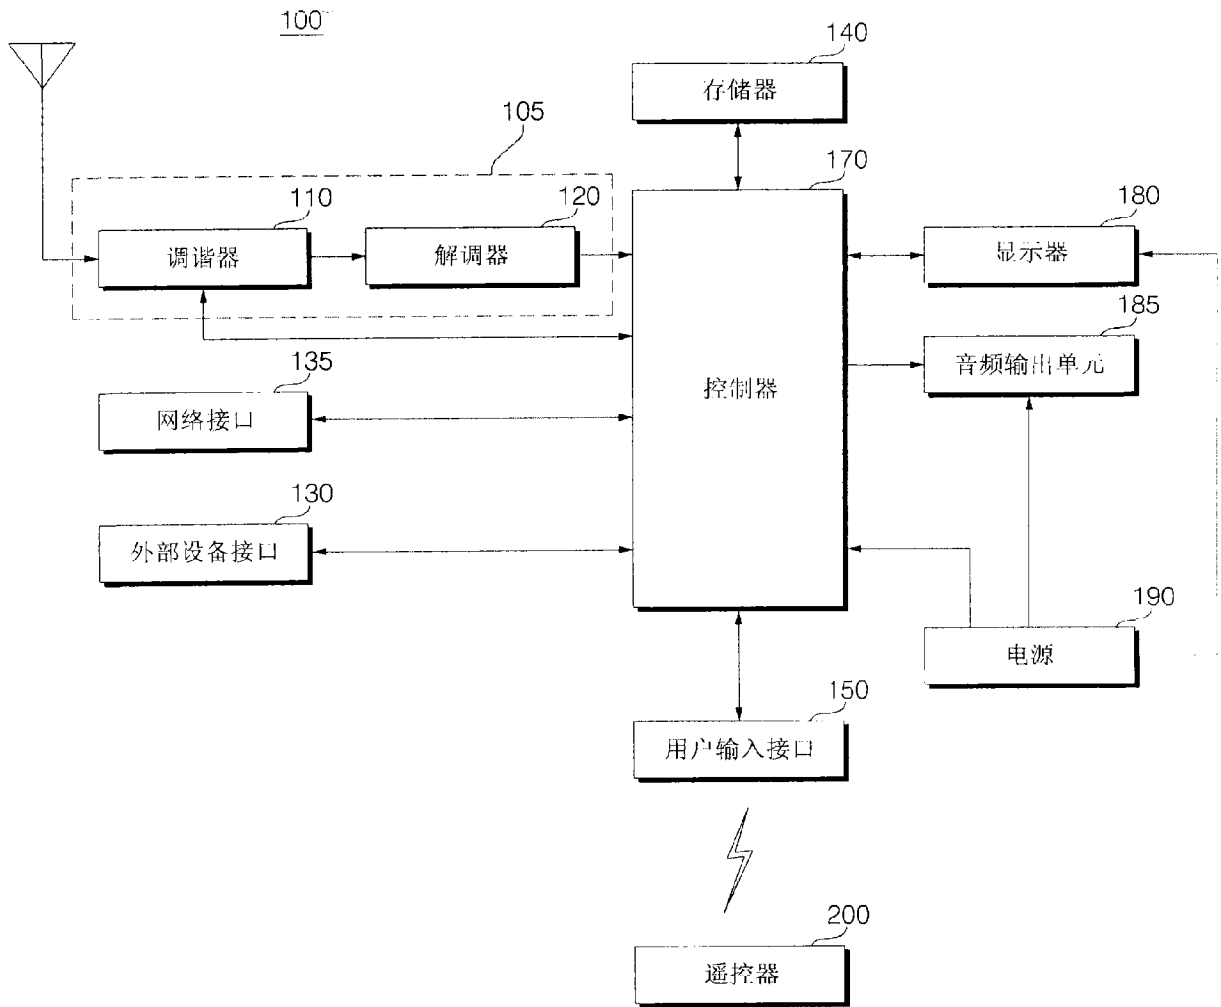 100
140
存储器
105
170
110
120
180
调谐器
解调器
显示器
185
音频输出单元
135
控制器
网络接口
130
外部设备接口
190
电源
150
用户输入接口
200
遥控器